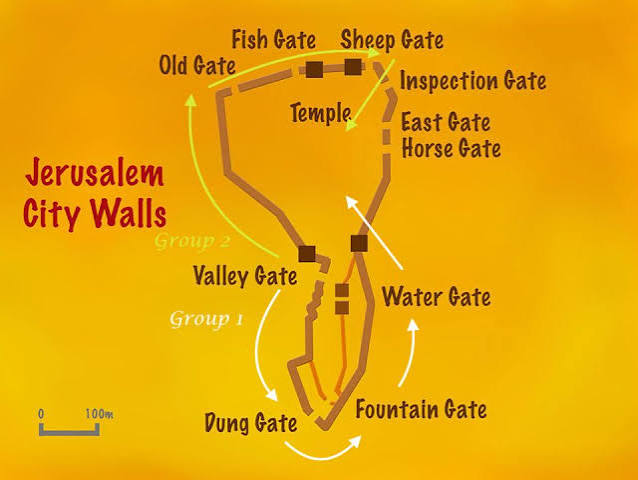 Fish Gate
Sheep Gate
Old Gate
Inspection Gate
Temple
East Gate
Horse Gate
Jerusalem
City Walls
Group 2
Valley Gate
Water Gate
Group 1
0 100m
Dung Gate
Fountain Gate